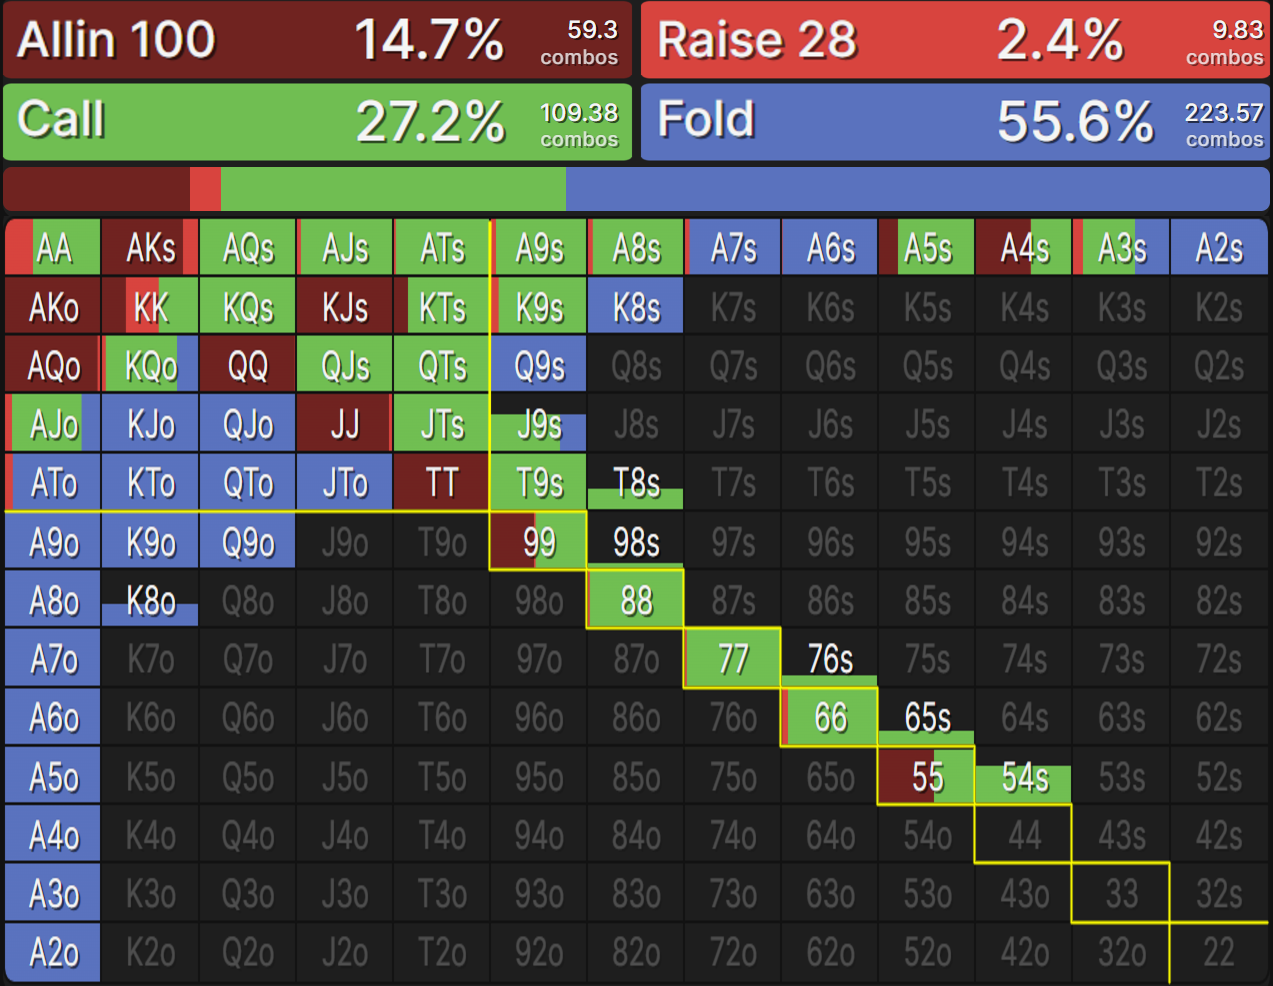 Allin 100 14.7% 59.3 combos
Raise 28 2.4% 9.83 combos
Call 27.2% 109.38 combos
Fold 55.6% 223.57 combos
AA AKs AQs AJs ATs A9s A8s A7s A6s A5s A4s A3s A2s
AKo KK KQs KJs KTs K9s K8s K7s K6s K5s K4s K3s K2s
AQo KQo QQ QJs QTs Q9s Q8s Q7s Q6s Q5s Q4s Q3s Q2s
AJo KJo QJo JJ JTs J9s J8s J7s J6s J5s J4s J3s J2s
ATo KTo QTo JTo TT T9s T8s T7s T6s T5s T4s T3s T2s
A9o K9o Q9o J9o T9o 99 98s 97s 96s 95s 94s 93s 92s
A8o K8o Q8o J8o T8o 98o 88 87s 86s 85s 84s 83s 82s
A7o K7o Q7o J7o T7o 97o 87o 77 76s 75s 74s 73s 72s
A6o K6o Q6o J6o T6o 96o 86o 76o 66 65s 64s 63s 62s
A5o K5o Q5o J5o T5o 95o 85o 75o 65o 55 54s 53s 52s
A4o K4o Q4o J4o T4o 94o 84o 74o 64o 54o 44 43s 42s
A3o K3o Q3o J3o T3o 93o 83o 73o 63o 53o 43o 33 32s
A2o K2o Q2o J2o T2o 92o 82o 72o 62o 52o 42o 32o 22